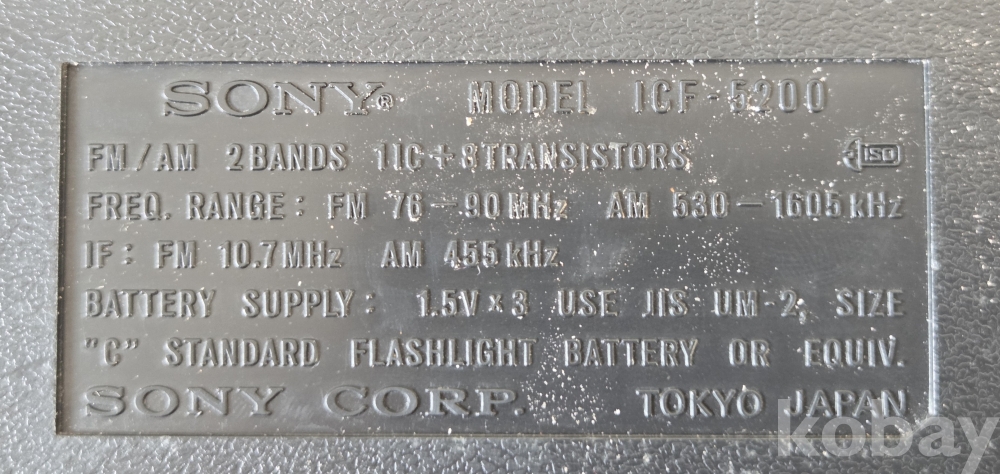 SONY® MODEL ICF-5200
FM/AM 2BANDS 1IC+8TRANSISTORS ISO
FREQ. RANGE: FM 76-90MHz AM 530-1605kHz
IF: FM 10.7MHz AM 455kHz
BATTERY SUPPLY: 1.5V×3 USE JIS UM-2, SIZE
"C" STANDARD FLASHLIGHT BATTERY OR EQUIV.
SONY CORP. TOKYO JAPAN
kobay